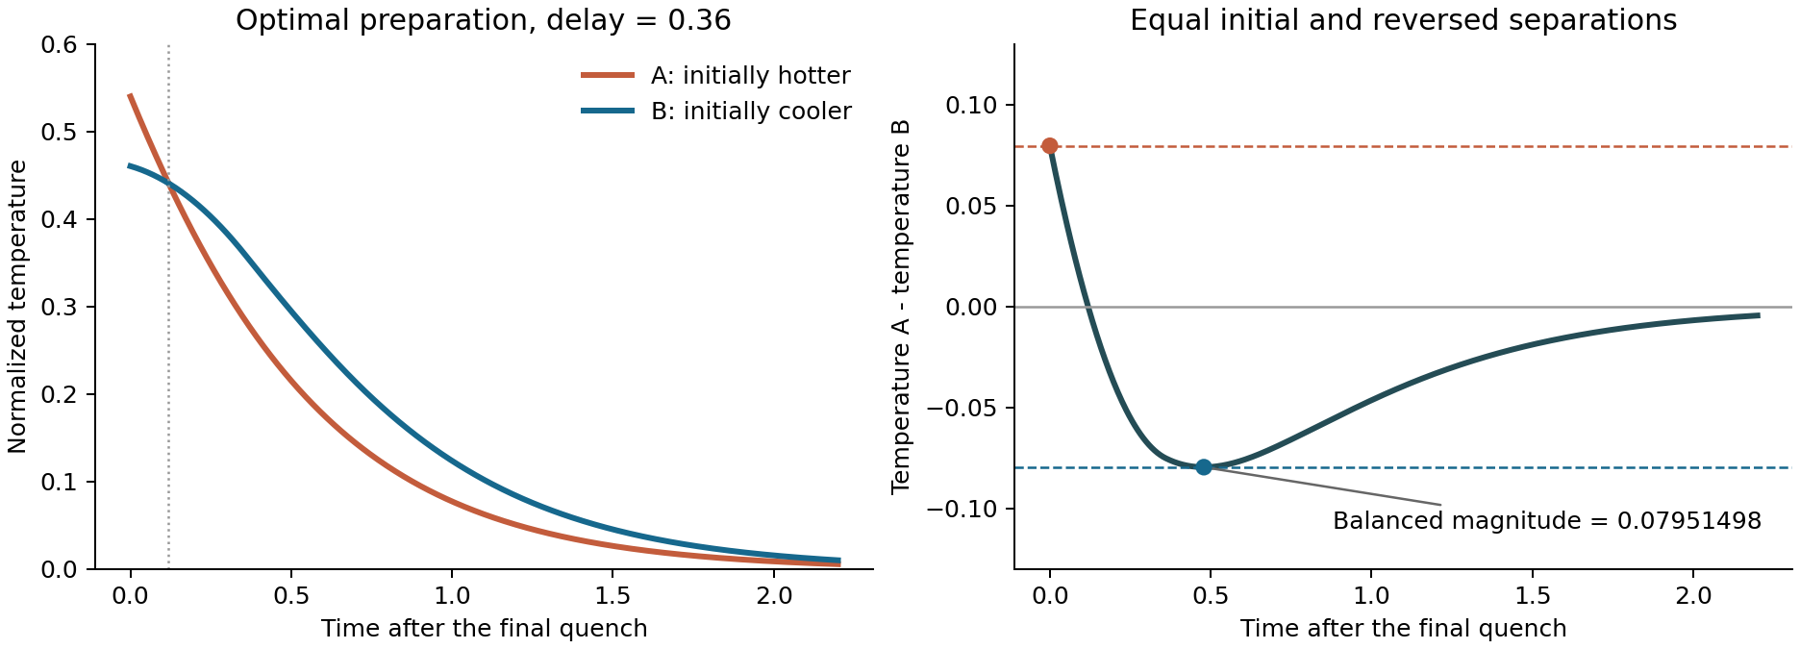 Optimal preparation, delay = 0.36
Normalized temperature
0.6
0.5
0.4
0.3
0.2
0.1
0.0
A: initially hotter
B: initially cooler
0.0 0.5 1.0 1.5 2.0
Time after the final quench
Equal initial and reversed separations
Temperature A - temperature B
0.10
0.05
0.00
−0.05
−0.10
Balanced magnitude = 0.07951498
0.0 0.5 1.0 1.5 2.0
Time after the final quench